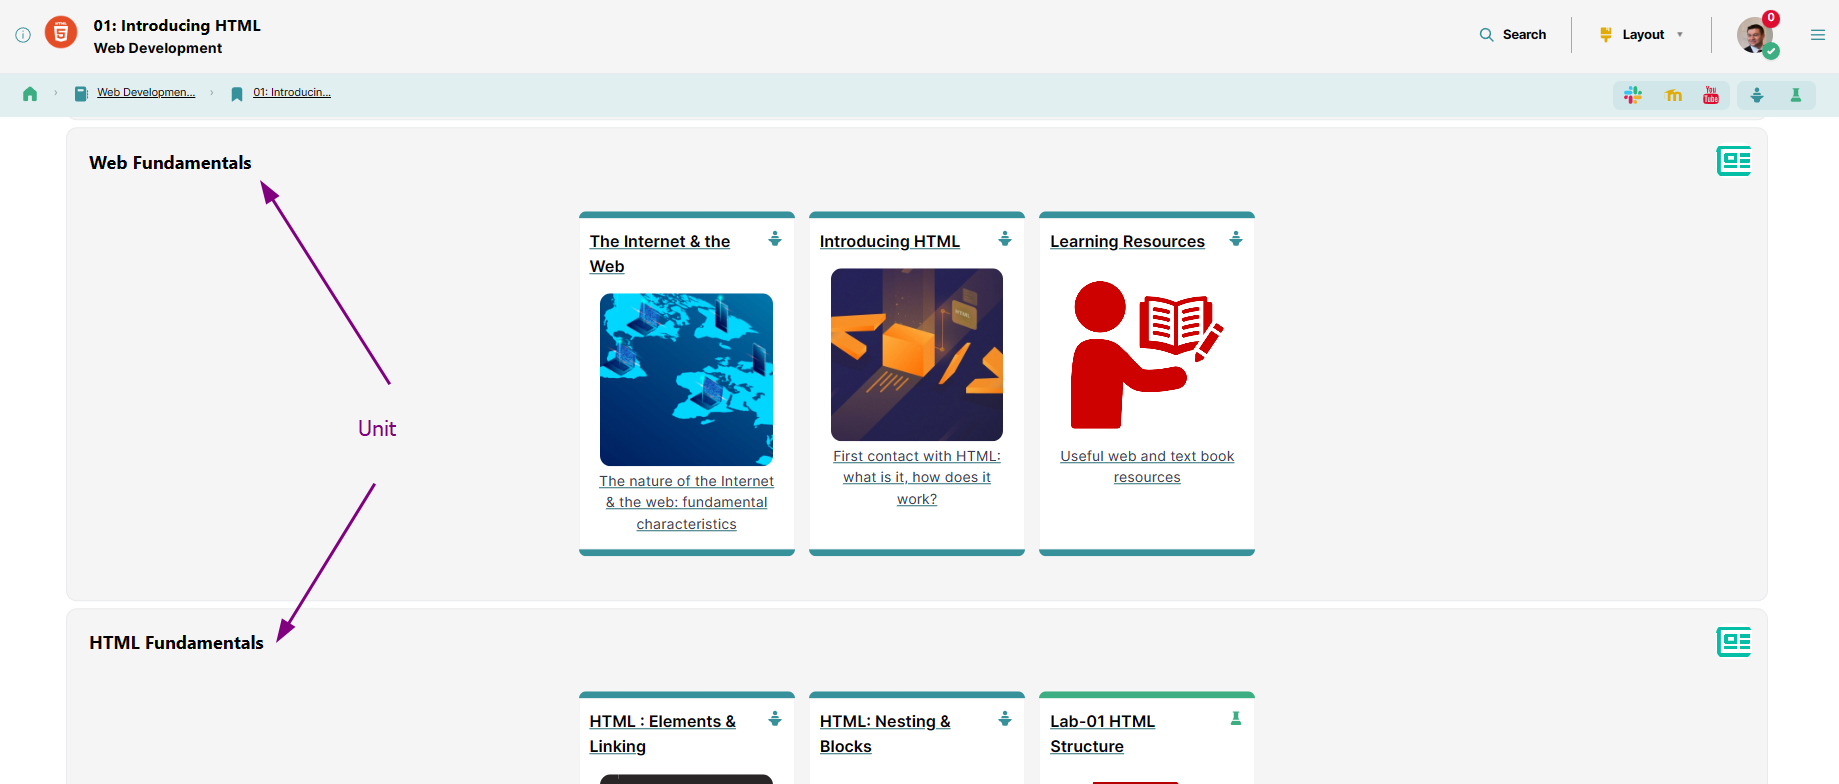 01: Introducing HTML
Web Development
Search
Layout
0
Web Developmen...
01: Introducin...
You
Tube
Web Fundamentals
The Internet & the
Web
Introducing HTML
Learning Resources
HTML
The nature of the Internet
& the web: fundamental
characteristics
First contact with HTML:
what is it, how does it
work?
Useful web and text book
resources
Unit
HTML Fundamentals
HTML : Elements &
Linking
HTML: Nesting &
Blocks
Lab-01 HTML
Structure